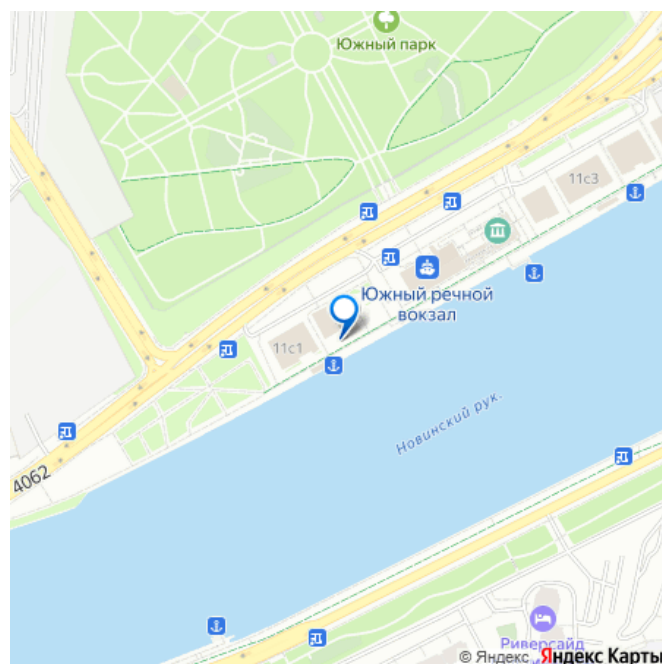 Южный парк
11с3
Южный речной
вокзал
11с1
Новинский рук.
4062
Риверсайд
© Яндекс Яндекс Карты